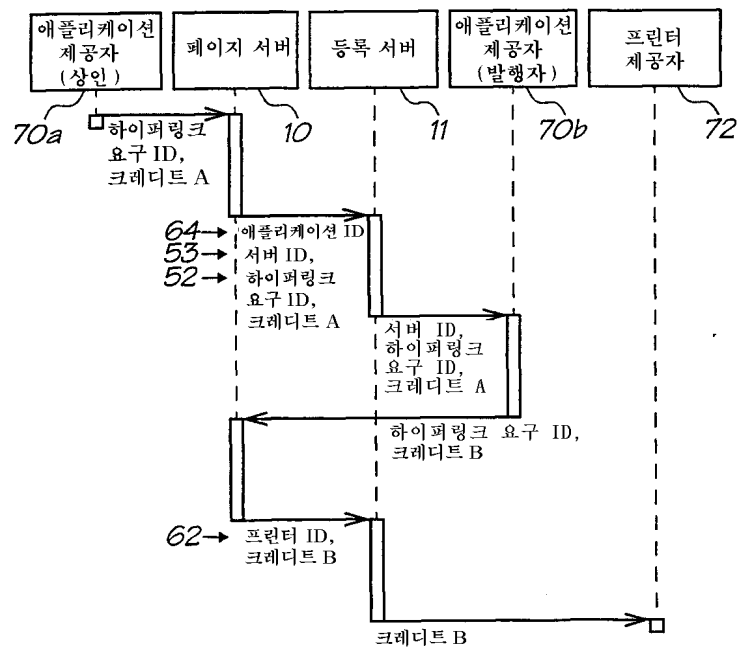 애플리케이션
제공자
(상인)
페이지 서버
등록 서버
애플리케이션
제공자
(발행자)
프린터
제공자
70a
10
11
70b
72
하이퍼링크
요구 ID,
크레디트 A
64
애플리케이션 ID
53
서버 ID,
52
하이퍼링크
요구 ID,
크레디트 A
서버 ID,
하이퍼링크
요구 ID,
크레디트 A
하이퍼링크 요구 ID,
크레디트 B
62
프린터 ID,
크레디트 B
크레디트 B